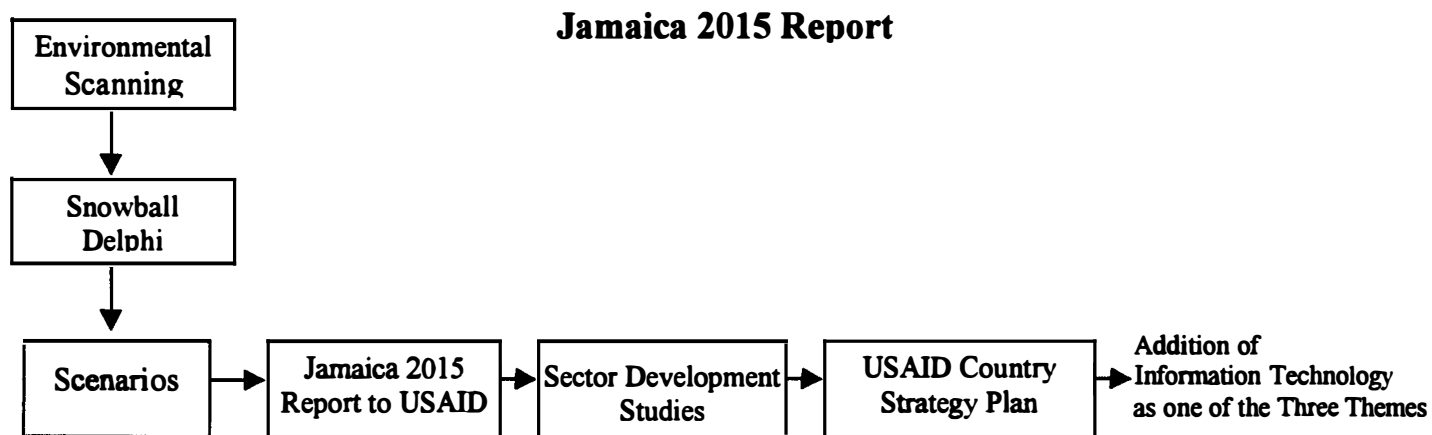 Jamaica 2015 Report
Environmental
Scanning
Snowball
Delphi
Scenarios
Jamaica 2015
Report to USAID
Sector Development
Studies
USAID Country
Strategy Plan
Addition of
Information Technology
as one of the Three Themes